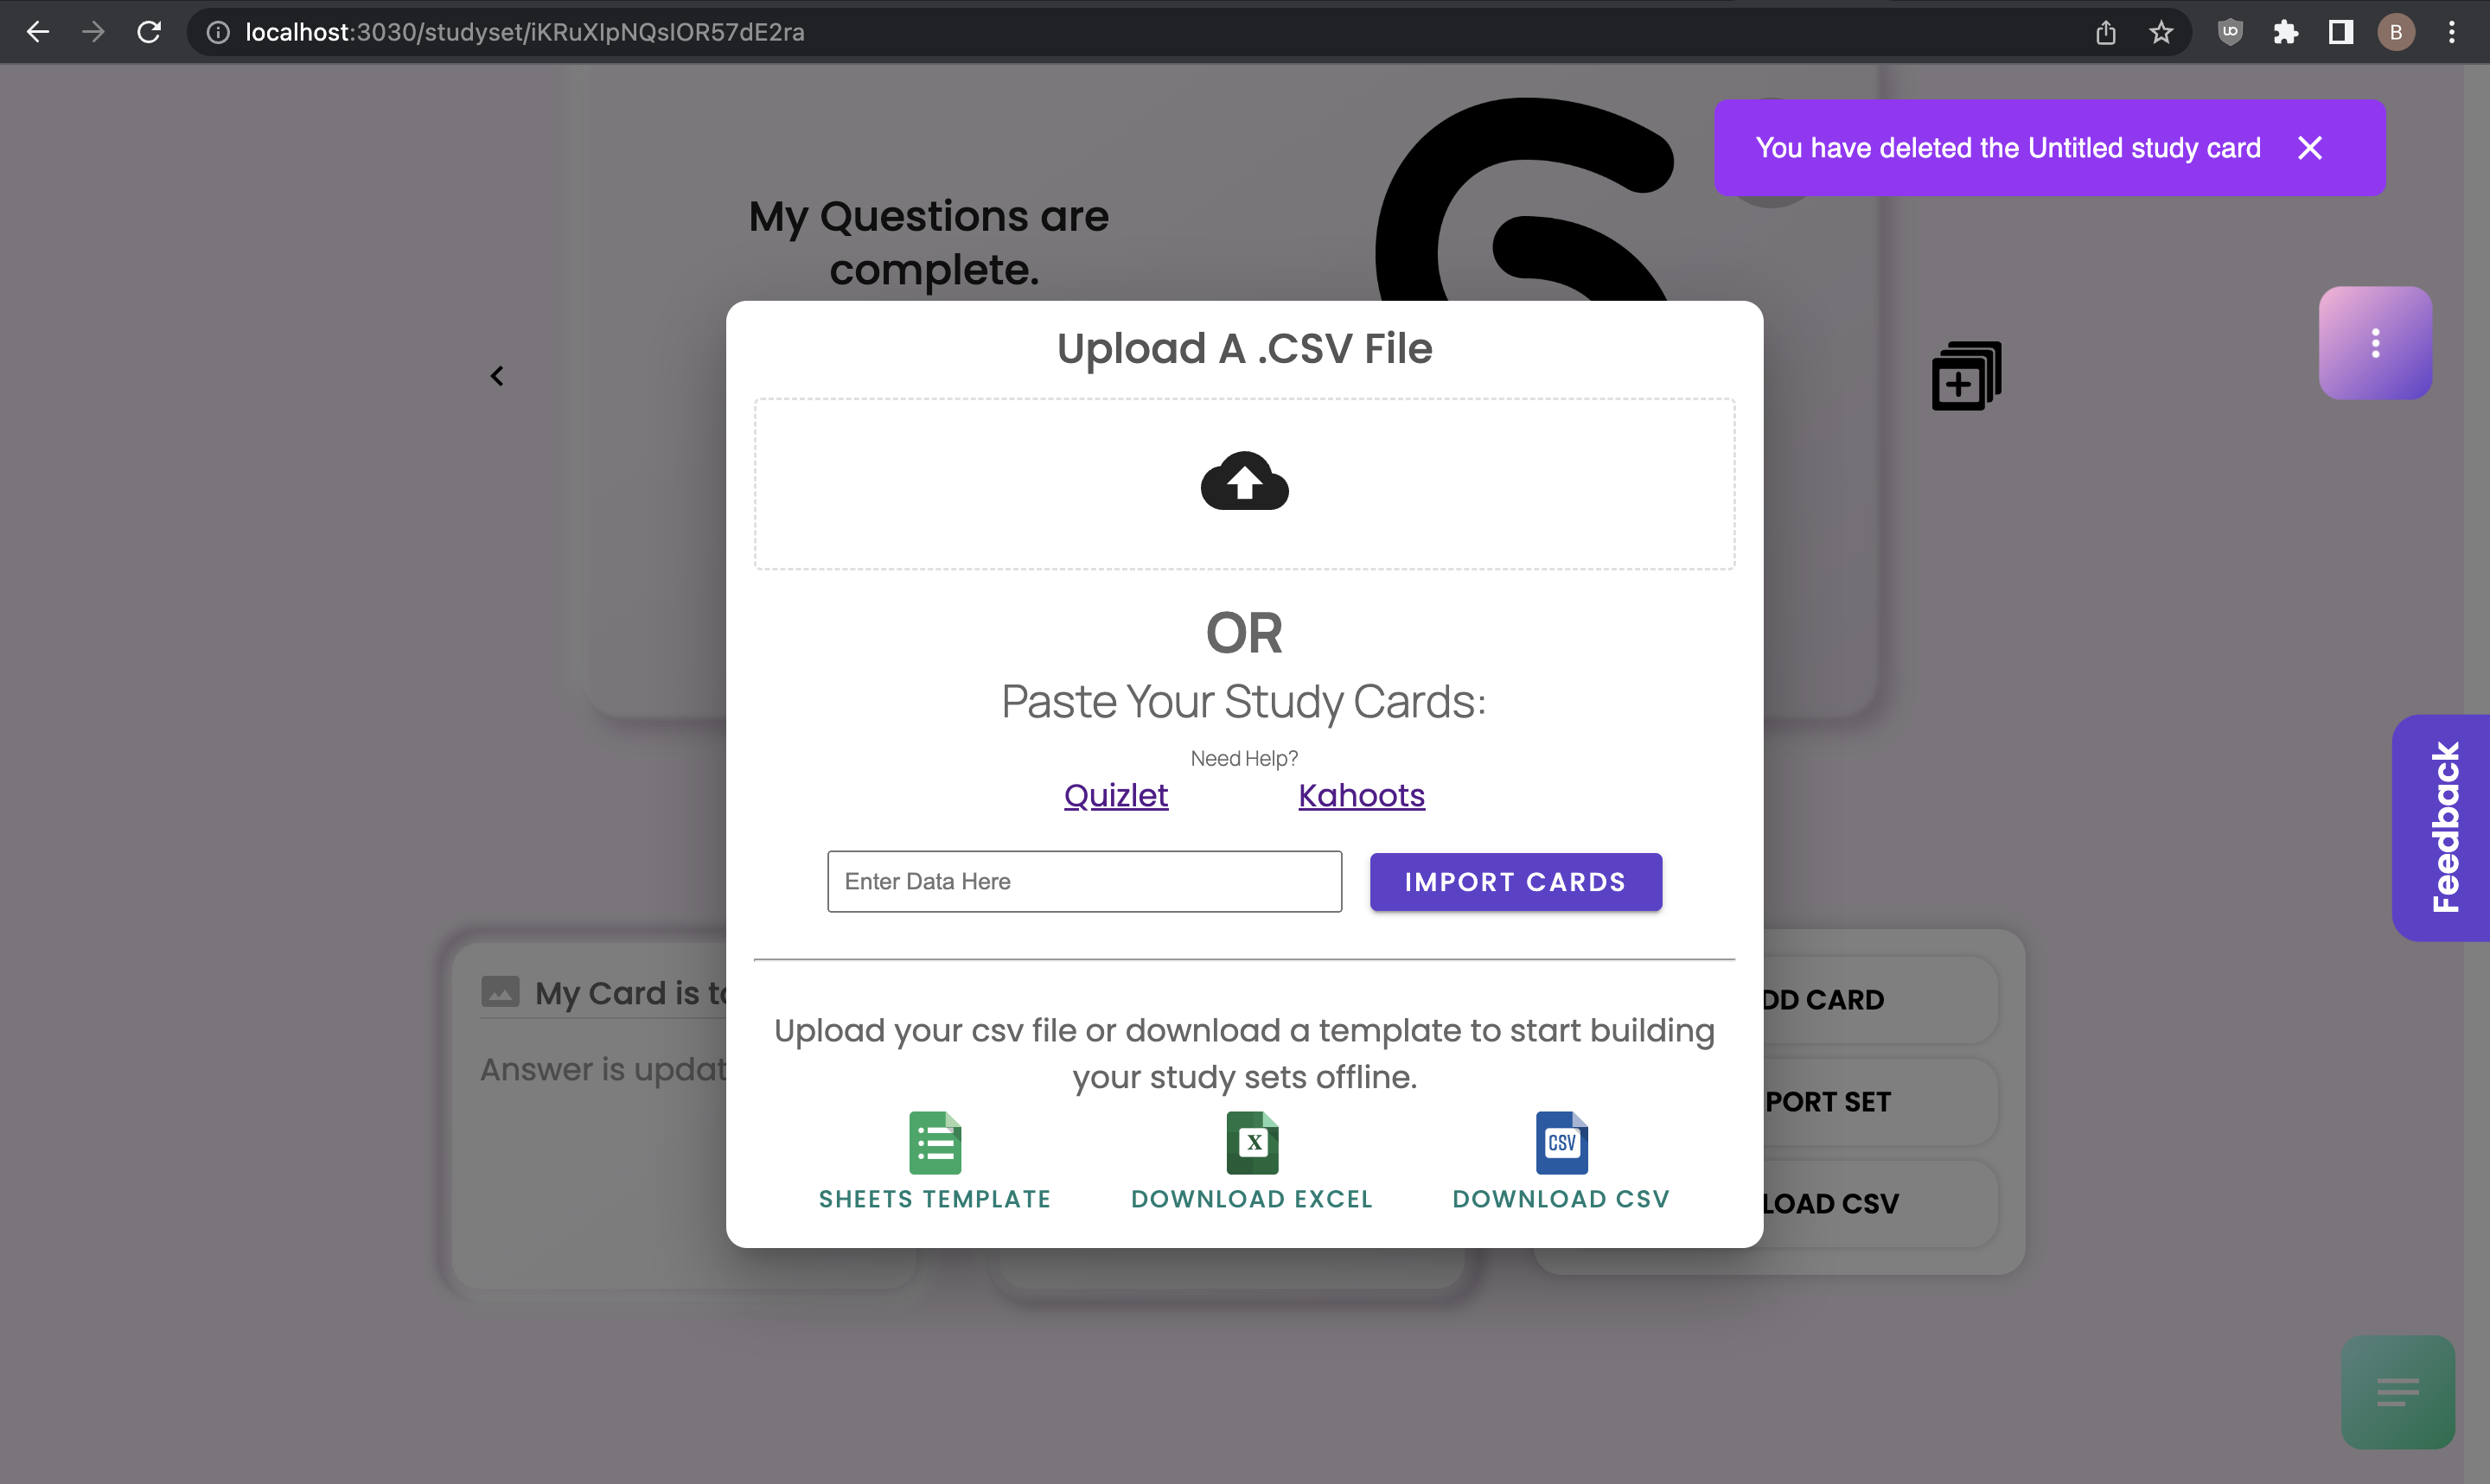 localhost:3030/studyset/iKRuXIpNQsIOR57dE2ra
B
You have deleted the Untitled study card
My Questions are
complete.
Upload A .CSV File
OR
Paste Your Study Cards:
Need Help?
Quizlet Kahoots
Enter Data Here IMPORT CARDS
Feedback
My Card is
Answer is updat
DD CARD
PORT SET
LOAD CSV
Upload your csv file or download a template to start building
your study sets offline.
X
CSV
SHEETS TEMPLATE DOWNLOAD EXCEL DOWNLOAD CSV